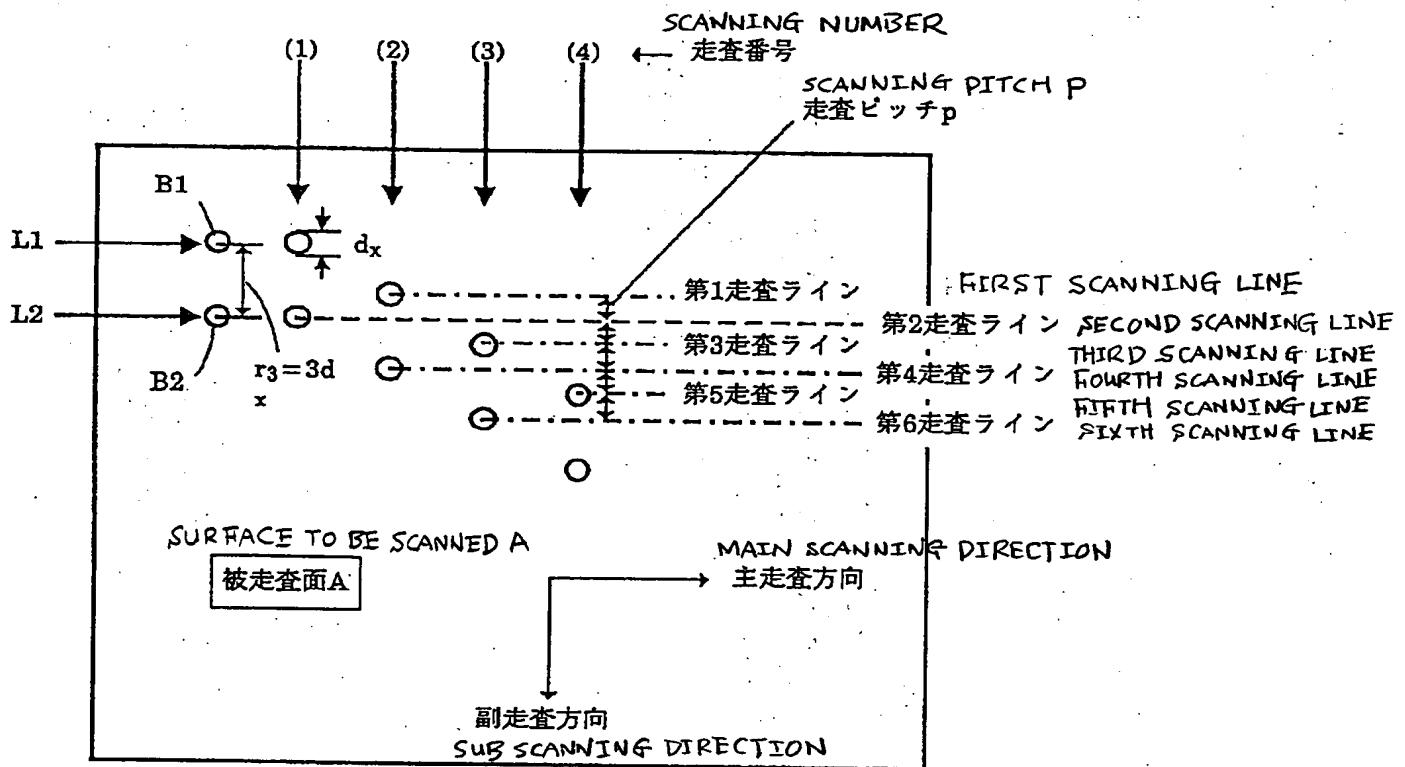 SCANNING NUMBER
(1) (2) (3) (4) ← 走査番号
SCANNING PITCH P
走査ピッチp
B1
L1
dx
第1走査ライン FIRST SCANNING LINE
L2
第2走査ライン SECOND SCANNING LINE
第3走査ライン THIRD SCANNING LINE
B2
r3=3d
x
第4走査ライン FOURTH SCANNING LINE
第5走査ライン FIFTH SCANNING LINE
第6走査ライン SIXTH SCANNING LINE
SURFACE TO BE SCANNED A
被走査面A
MAIN SCANNING DIRECTION
主走査方向
副走査方向
SUB SCANNING DIRECTION